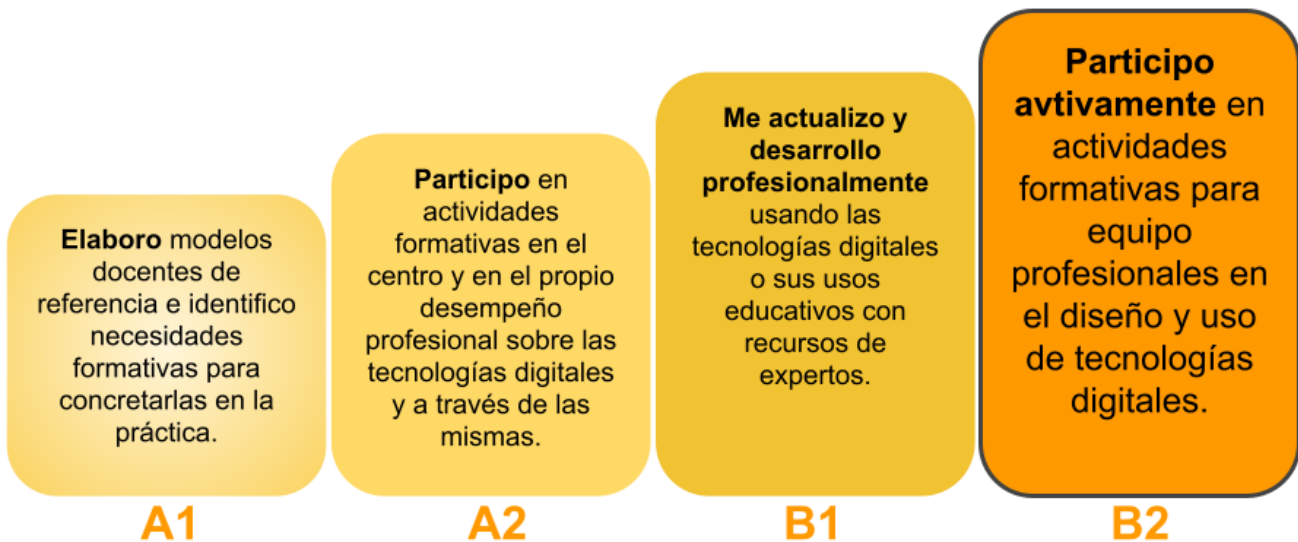 Elaboro modelos
docentes de
referencia e identifico
necesidades
formativas para
concretarlas en la
práctica.
A1
Participo en
actividades
formativas en el
centro y en el propio
desempeño
profesional sobre las
tecnologías digitales
y a través de las
mismas.
A2
Me actualizo y
desarrollo
profesionalmente
usando las
tecnologías digitales
o sus usos
educativos con
recursos de
expertos.
B1
Participo
avtivamente en
actividades
formativas para
equipo
profesionales en
el diseño y uso
de tecnologías
digitales.
B2